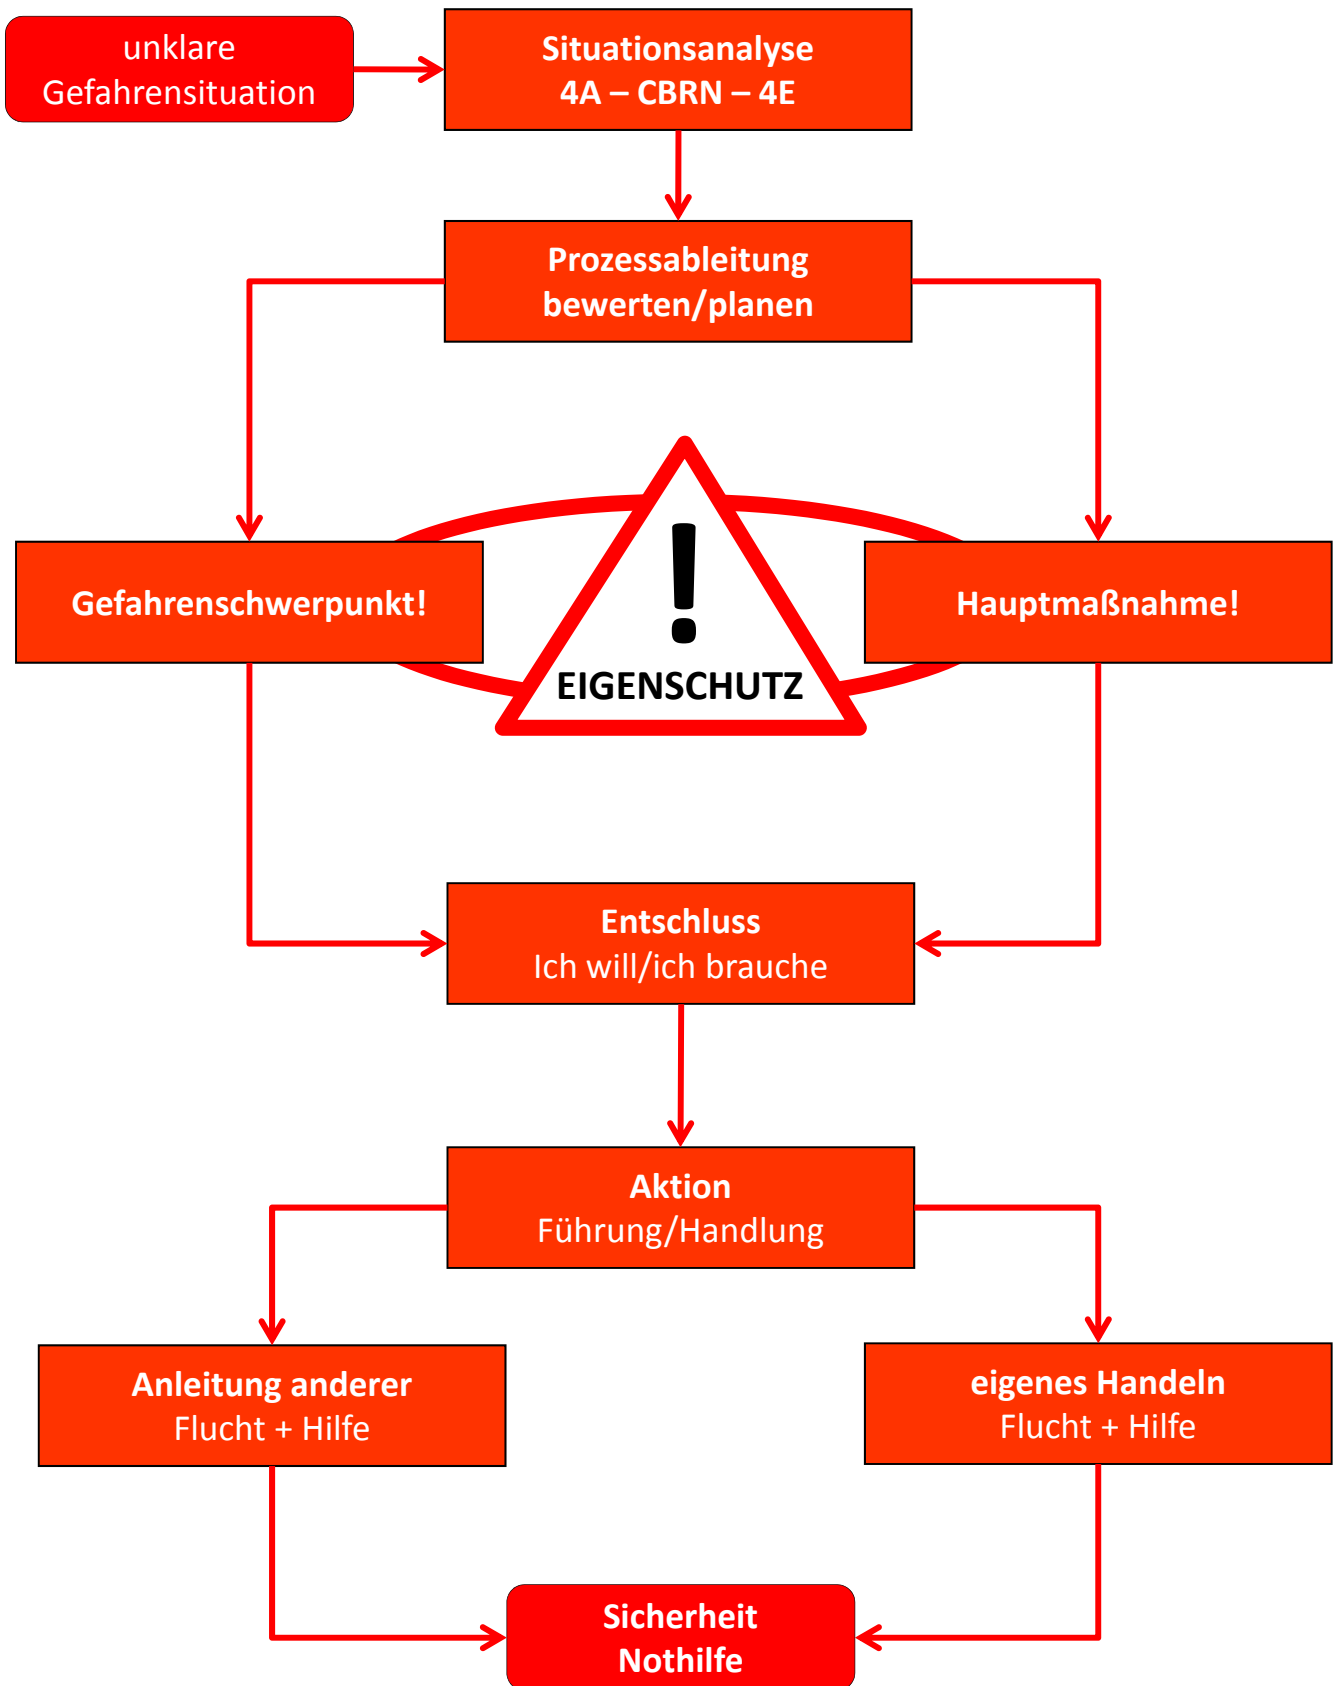 unklare
Gefahrensituation
Situationsanalyse
4A – CBRN – 4E
Prozessableitung
bewerten/planen
Gefahrenschwerpunkt!
!
EIGENSCHUTZ
Hauptmaßnahme!
Entschluss
Ich will/ich brauche
Aktion
Führung/Handlung
Anleitung anderer
Flucht + Hilfe
eigenes Handeln
Flucht + Hilfe
Sicherheit
Nothilfe